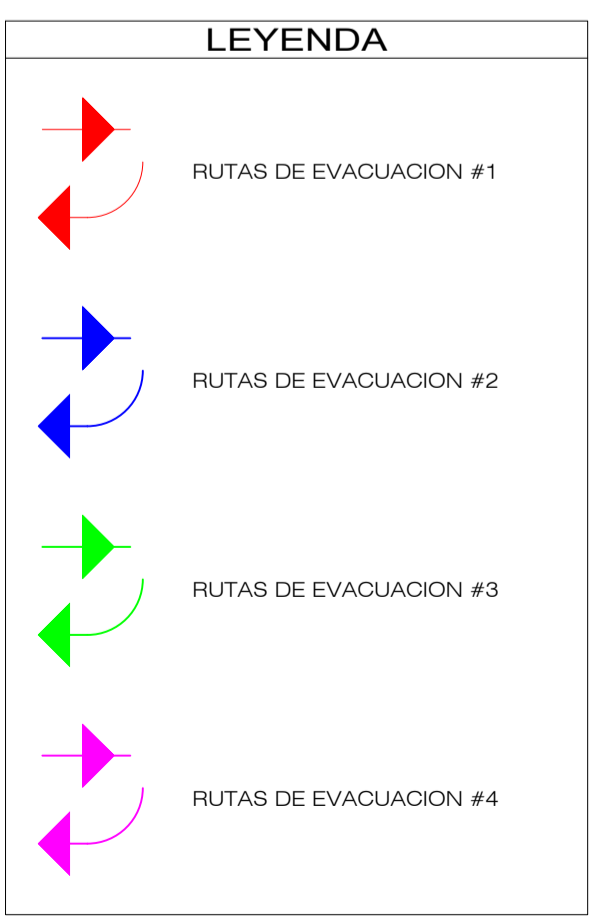 LEYENDA
RUTAS DE EVACUACION #1
RUTAS DE EVACUACION #2
RUTAS DE EVACUACION #3
RUTAS DE EVACUACION #4